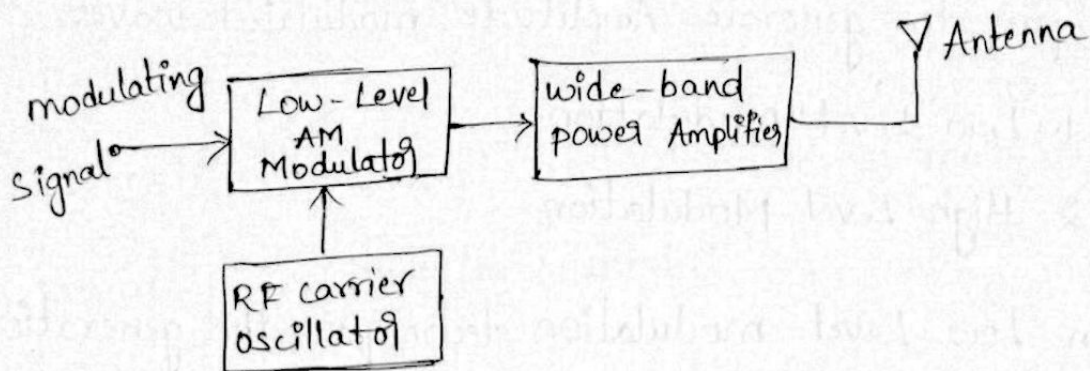 modulating
signal
Low-Level
AM
Modulator
wide-band
power Amplifier
Antenna
RF carrier
oscillator